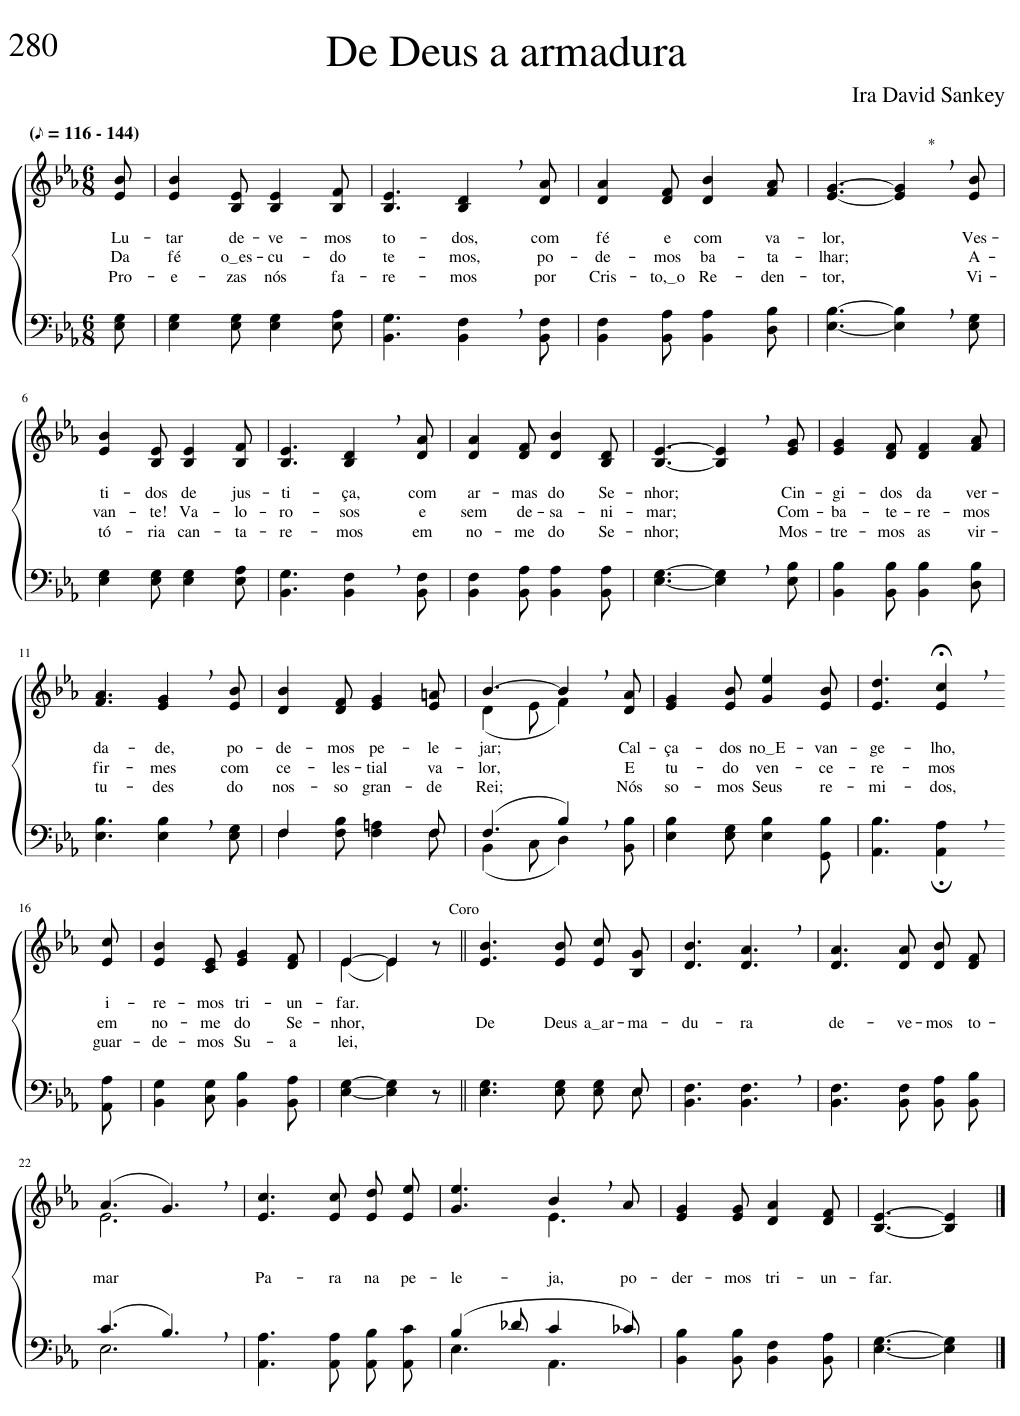 280
De Deus a armadura
Ira David Sankey
(♪ = 116 - 144)
*
Lu - tar de - ve - mos to - dos, com fé e com va - lor, Ves -
Da fé o‿es - cu - do te - mos, po - de - mos ba - ta - lhar; A -
Pro - e - zas nós fa - re - mos por Cris - to,‿o Re - den - tor, Vi -
6
ti - dos de jus - ti - ça, com ar - mas do Se - nhor; Cin - gi - dos da ver -
van - te! Va - lo - ro - sos e sem de - sa - ni - mar; Com - ba - te - re - mos
tó - ria can - ta - re - mos em no - me do Se - nhor; Mos - tre - mos as vir -
11
da - de, po - de - mos pe - le - jar; Cal - ça - dos no‿E - van - ge - lho,
fir - mes com ce - les - tial va - lor, E tu - do ven - ce - re - mos
tu - des do nos - so gran - de Rei; Nós so - mos Seus re - mi - dos,
16
Coro
i - re - mos tri - un - far.
em no - me do Se - nhor, De Deus a‿ar - ma - du - ra de - ve - mos to -
guar - de - mos Su - a lei,
22
mar Pa - ra na pe - le - ja, po - der - mos tri - un - far.